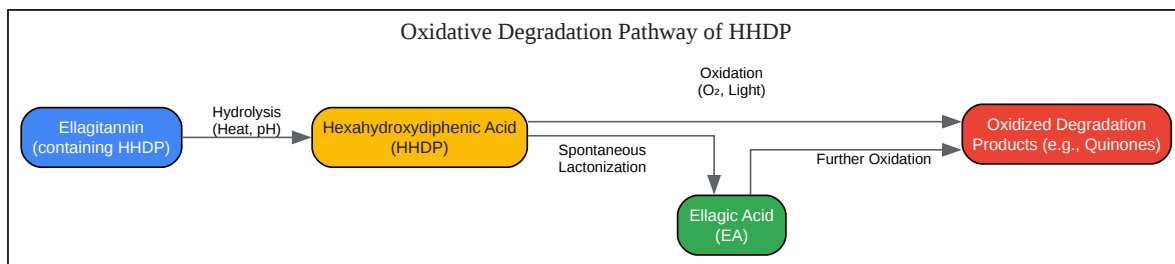 Oxidative Degradation Pathway of HHDP
Oxidation
(O₂, Light)
Hydrolysis
(Heat, pH)
Ellagitannin
(containing HHDP)
Hexahydroxydiphenic Acid
(HHDP)
Oxidized Degradation
Products (e.g., Quinones)
Spontaneous
Lactonization
Further Oxidation
Ellagic Acid
(EA)